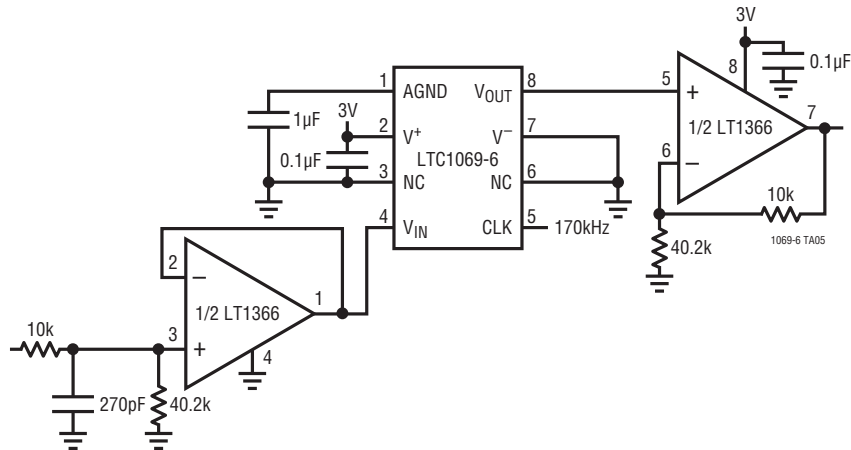 3V
8
0.1µF
1
AGND
VOUT
8
5
+
7
1µF
3V
2
V+
V−
7
1/2 LT1366
0.1µF
LTC1069-6
6
−
3
NC
NC
6
10k
4
VIN
CLK
5
170kHz
40.2k
1069-6 TA05
2
−
1/2 LT1366
1
10k
3
+
4
270pF
40.2k